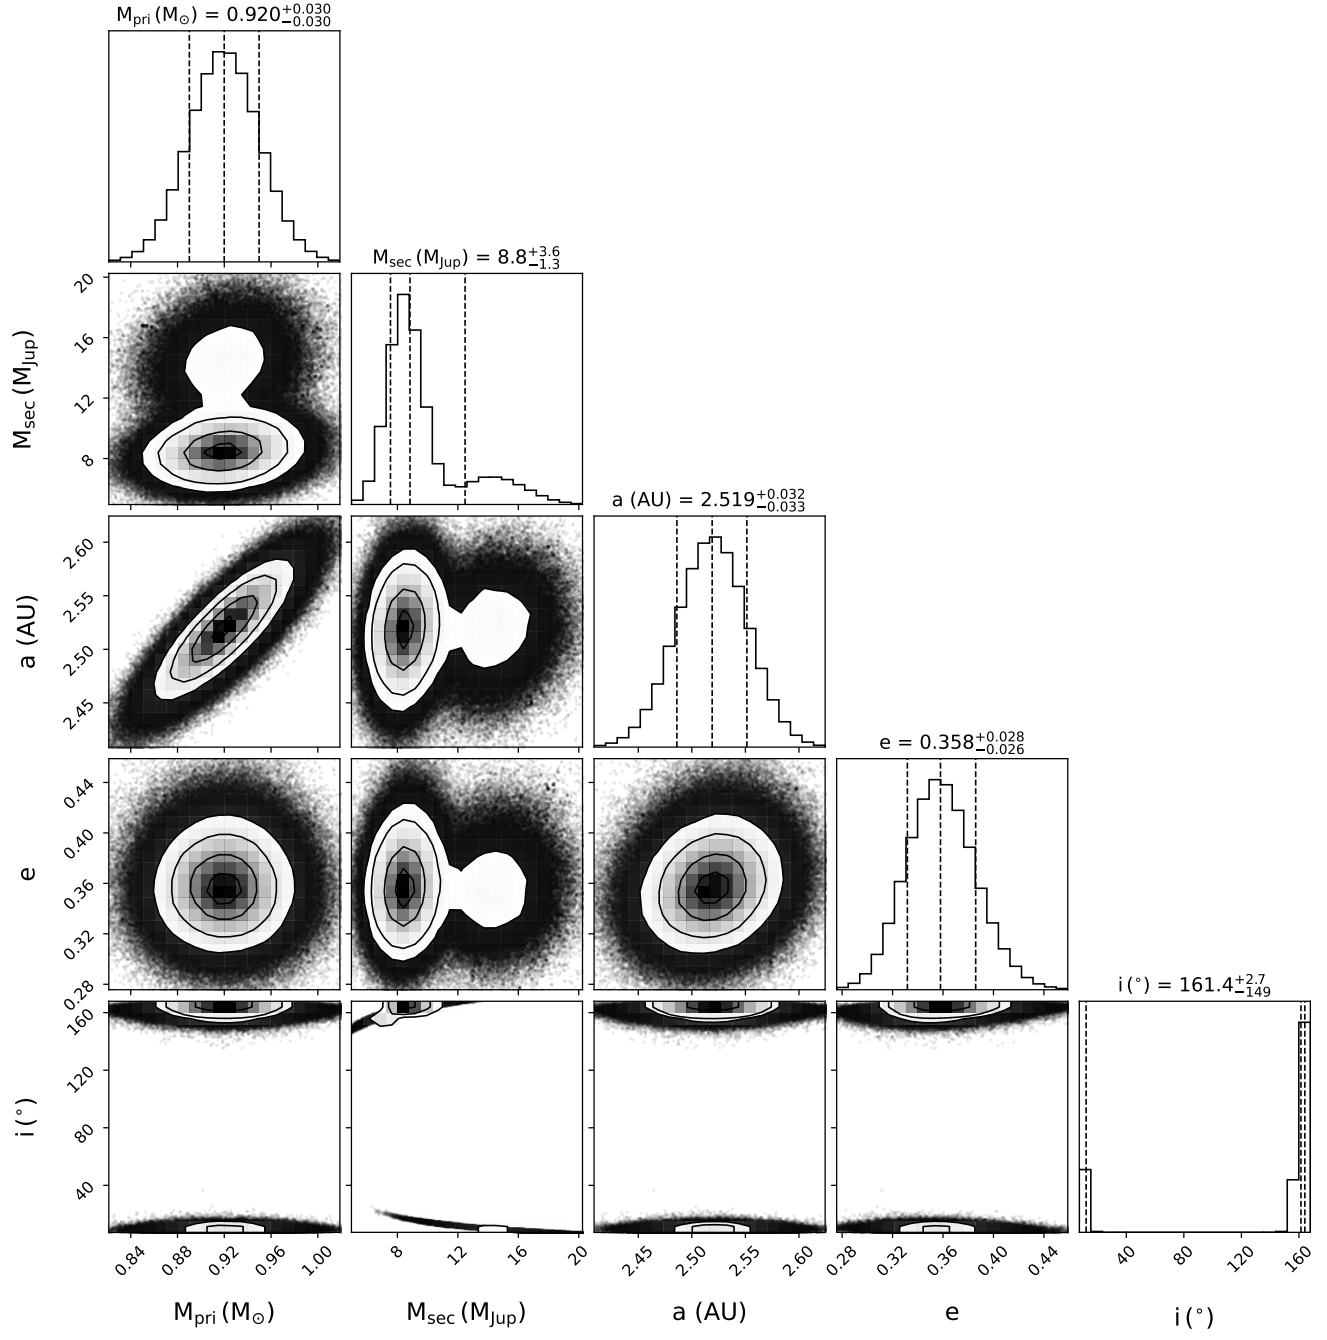 M_pri (M_⊙) = 0.920^{+0.030}_{−0.030}
M_sec (M_Jup) = 8.8^{+3.6}_{−1.3}
20
16
12
8
M_sec (M_Jup)
a (AU) = 2.519^{+0.032}_{−0.033}
2.60
2.55
2.50
2.45
a (AU)
e = 0.358^{+0.028}_{−0.026}
0.44
0.40
0.36
0.32
0.28
e
i (°) = 161.4^{+2.7}_{−149}
160
120
80
40
i (°)
0.84 0.88 0.92 0.96 1.00 8 12 16 20 2.45 2.50 2.55 2.60 0.28 0.32 0.36 0.40 0.44 40 80 120 160
M_pri (M_⊙) M_sec (M_Jup) a (AU) e i (°)